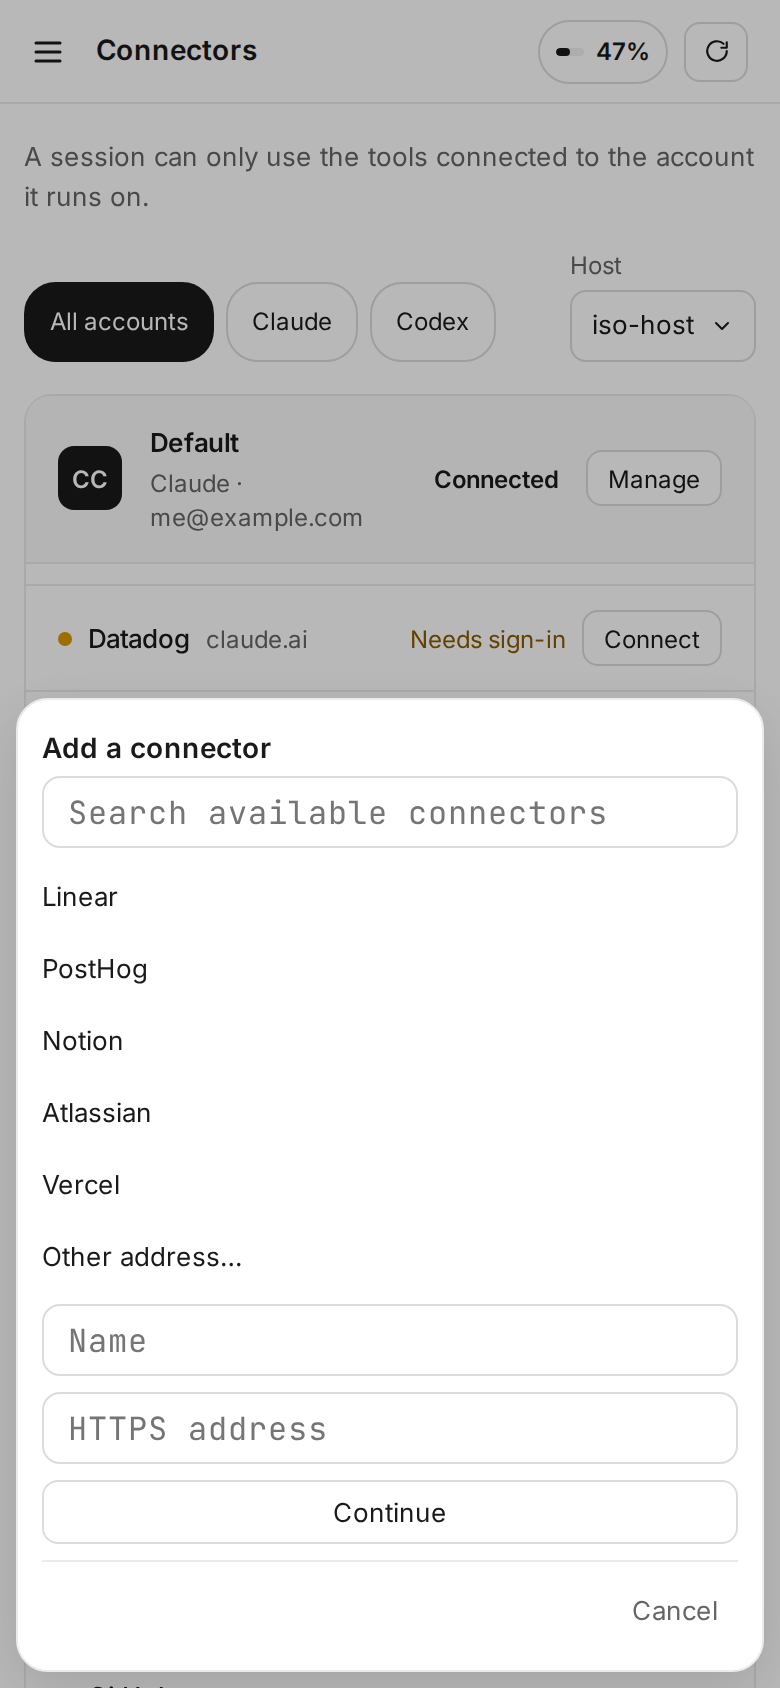 Connectors
47%
A session can only use the tools connected to the account
it runs on.
Host
All accounts
Claude
Codex
iso-host
CC
Default
Claude ·
me@example.com
Connected
Manage
Datadog claude.ai
Needs sign-in
Connect
Add a connector
Search available connectors
Linear
PostHog
Notion
Atlassian
Vercel
Other address...
Name
HTTPS address
Continue
Cancel